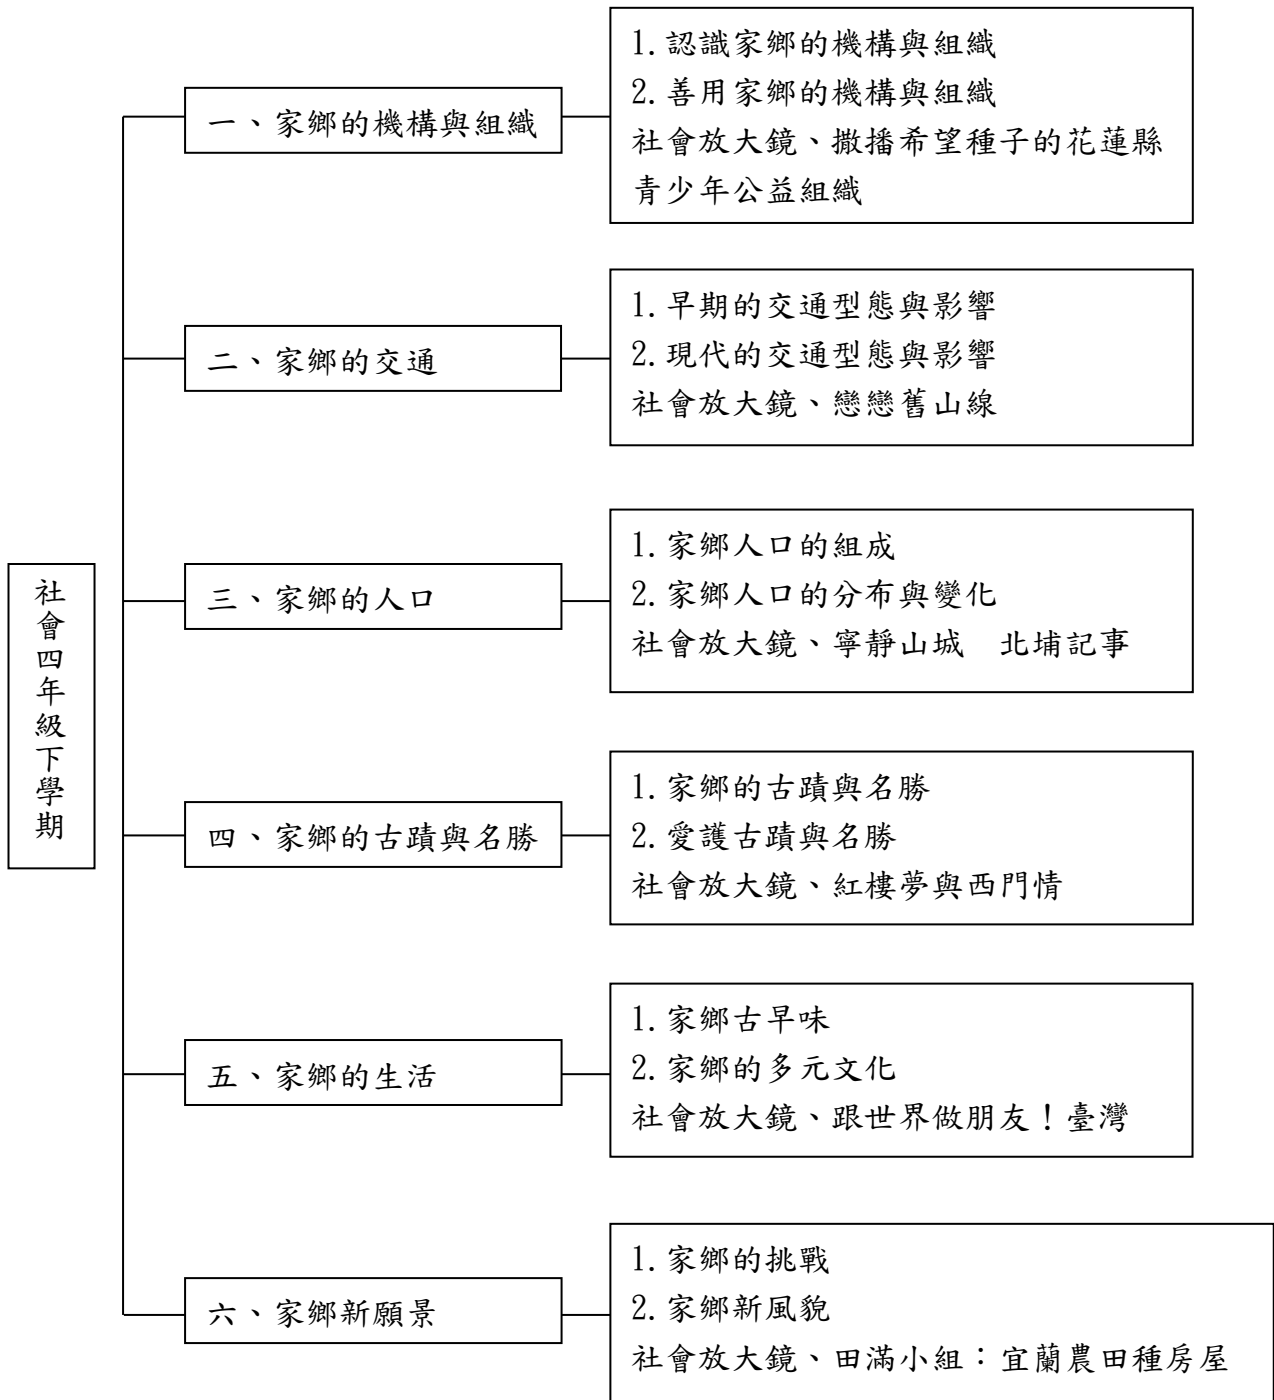 社會四年級下學期
一、家鄉的機構與組織
1.認識家鄉的機構與組織
2.善用家鄉的機構與組織
社會放大鏡、撒播希望種子的花蓮縣
青少年公益組織
二、家鄉的交通
1.早期的交通型態與影響
2.現代的交通型態與影響
社會放大鏡、戀戀舊山線
三、家鄉的人口
1.家鄉人口的組成
2.家鄉人口的分布與變化
社會放大鏡、寧靜山城　北埔記事
四、家鄉的古蹟與名勝
1.家鄉的古蹟與名勝
2.愛護古蹟與名勝
社會放大鏡、紅樓夢與西門情
五、家鄉的生活
1.家鄉古早味
2.家鄉的多元文化
社會放大鏡、跟世界做朋友！臺灣
六、家鄉新願景
1.家鄉的挑戰
2.家鄉新風貌
社會放大鏡、田滿小組：宜蘭農田種房屋